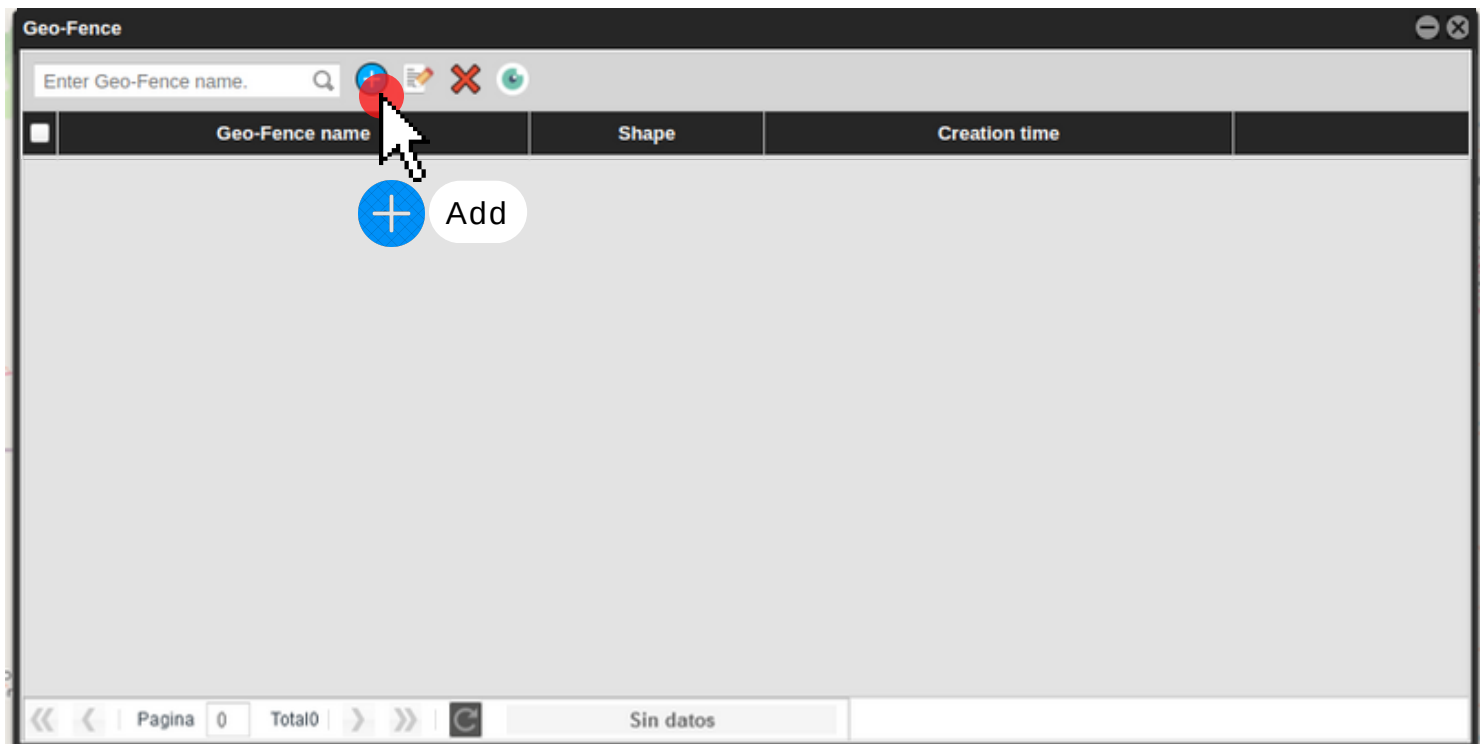 Geo-Fence
Enter Geo-Fence name.
Geo-Fence name Shape Creation time
Add
Pagina 0 Total0 Sin datos